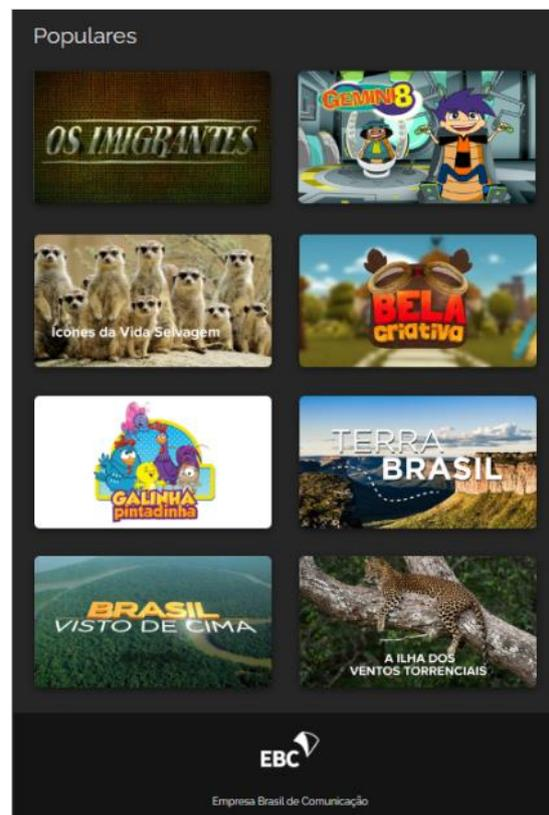 Populares
OS IMIGRANTES
GEMINI8
Ícones da Vida Selvagem
BELA
criativa
GALINHA
pintadinha
TERRA
BRASIL
BRASIL
VISTO DE CIMA
A ILHA DOS
VENTOS TORRENCIAIS
EBC
Empresa Brasil de Comunicação